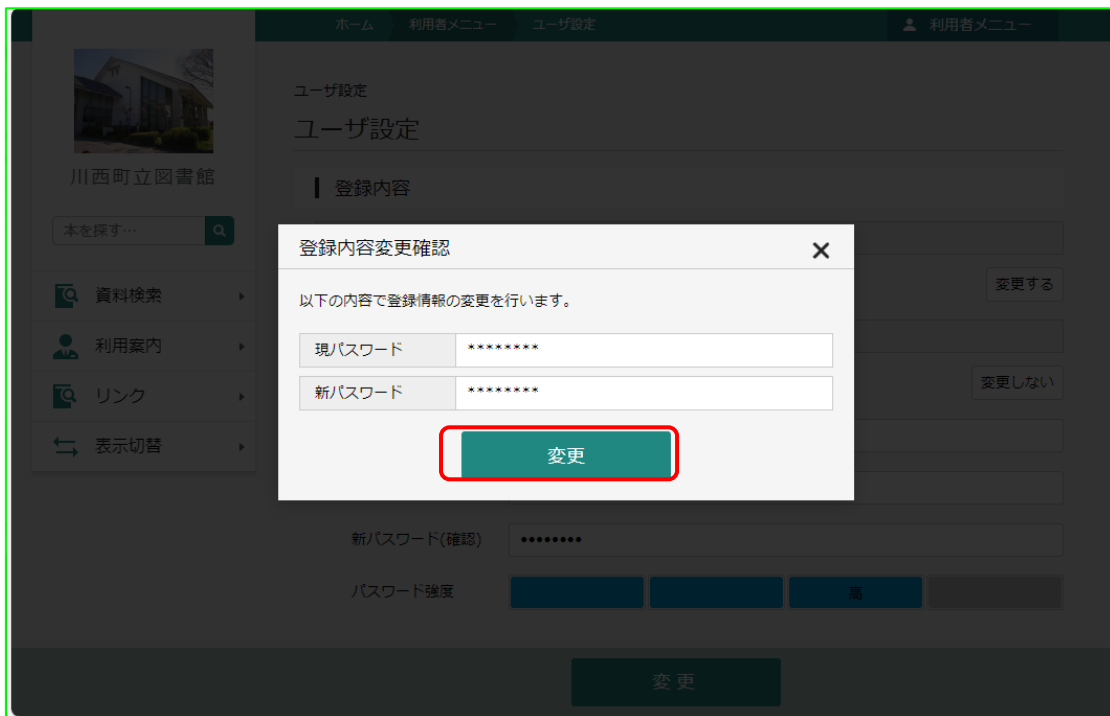 ホーム 利用者メニュー ユーザ設定 利用者メニュー
川西町立図書館
本を探す…
資料検索
利用案内
リンク
表示切替
ユーザ設定
ユーザ設定
登録内容
変更する
変更しない
登録内容変更確認
以下の内容で登録情報の変更を行います。
現パスワード ********
新パスワード ********
変更
新パスワード(確認) ••••••••
パスワード強度 高
変更